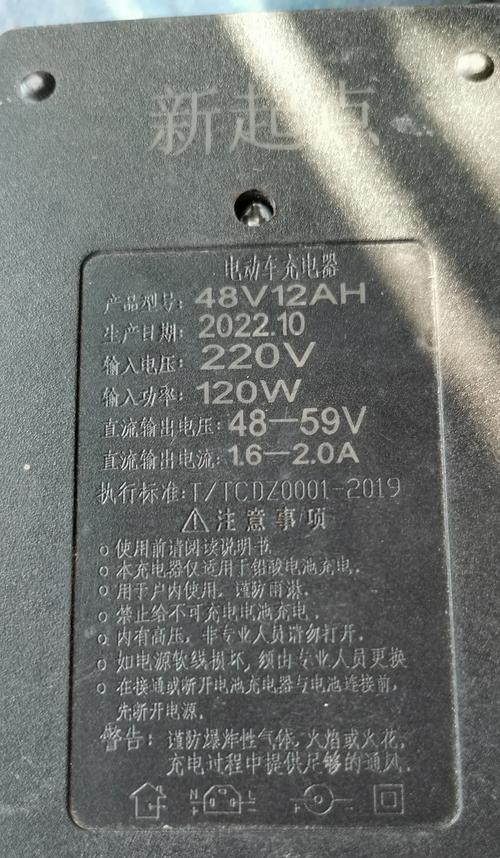 新起点
电动车充电器
产品型号: 48V12AH
生产日期: 2022.10
输入电压: 220V
输入功率: 120W
直流输出电压: 48—59V
直流输出电流: 1.6—2.0A
执行标准: T/TCDZ0001-2019
⚠注意事项
○使用前请阅读说明书
○本充电器仅适用于铅酸电池充电.
○用于户内使用, 谨防雨淋.
○禁止给不可充电电池充电.
○内有高压, 非专业人员请勿打开.
○如电源软线损坏, 须由专业人员更换
○在接通或断开电池充电器与电池连接前,
先断开电源.
警告: 谨防爆炸性气体, 火焰或火花,
充电过程中提供足够的通风.
N L
+ - +